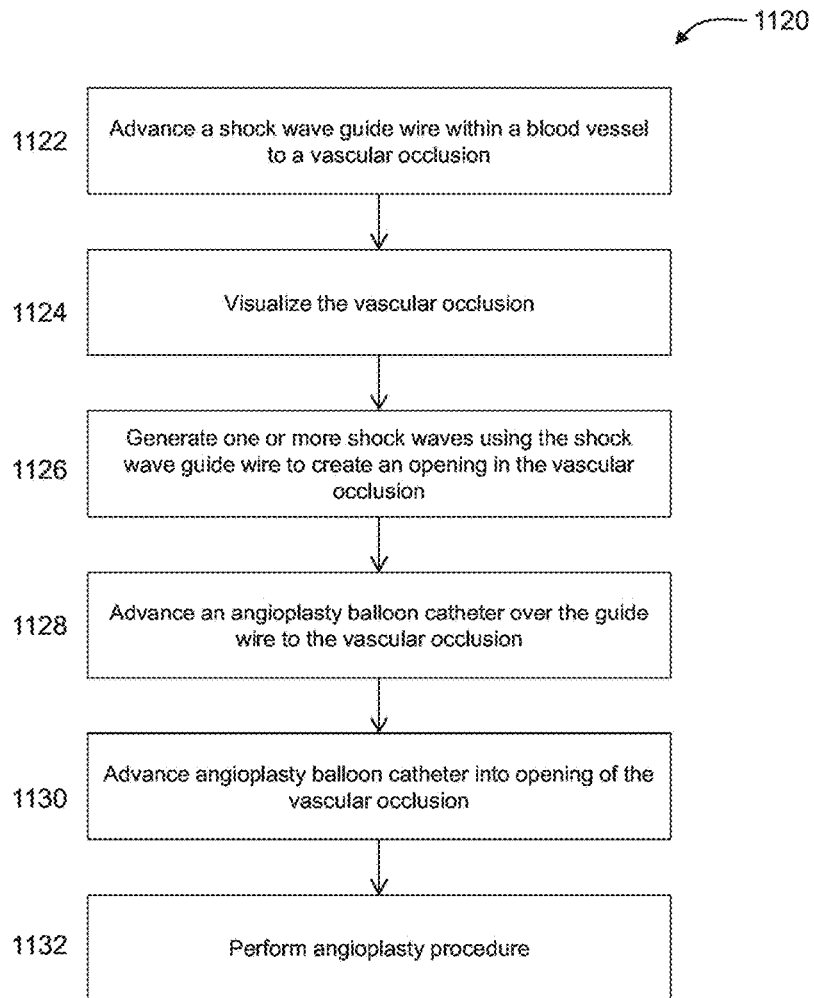 1120
1122
Advance a shock wave guide wire within a blood vessel
to a vascular occlusion
1124
Visualize the vascular occlusion
1126
Generate one or more shock waves using the shock
wave guide wire to create an opening in the vascular
occlusion
1128
Advance an angioplasty balloon catheter over the guide
wire to the vascular occlusion
1130
Advance angioplasty balloon catheter into opening of the
vascular occlusion
1132
Perform angioplasty procedure